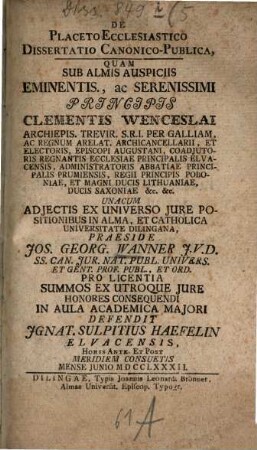 DE
PLACETO ECCLESIASTICO
DISSERTATIO CANONICO-PUBLICA,
QUAM
SUB ALMIS AUSPICIIS
EMINENTIS., ac SERENISSIMI
PRINCIPIS
CLEMENTIS WENCESLAI
ARCHIEPIS. TREVIR. S.R.I. PER GALLIAM,
AC REGNUM ARELAT. ARCHICANCELLARII, ET
ELECTORIS, EPISCOPI AUGUSTANI, COADJUTO-
RIS REGNANTIS ECCLESIAE PRINCIPALIS ELVA-
CENSIS, ADMINISTRATORIS ABBATIAE PRINCI-
PALIS PRUMIENSIS, REGII PRINCIPIS POLO-
NIAE, ET MAGNI DUCIS LITHUANIAE,
DUCIS SAXONIAE &c. &c.
UNACUM
ADJECTIS EX UNIVERSO JURE PO-
SITIONIBUS IN ALMA, ET CATHOLICA
UNIVERSITATE DILINGANA,
PRAESIDE
JOS. GEORG. WANNER J.V.D.
SS. CAN. JUR. NAT. PUBL. UNIVERS.
ET GENT. PROF. PUBL., ET ORD.
PRO LICENTIA
SUMMOS EX UTROQUE JURE
HONORES CONSEQUENDI
IN AULA ACADEMICA MAJORI
DEFENDIT
JGNAT. SULPITIUS HAEFELIN
ELVACENSIS,
HORIS ANTE, ET POST
MERIDIEM CONSUETIS
MENSE JUNIO MDCCLXXXII.
DILINGAE, Typis Joannis Leonardi Brönner,
Almae Universit. Episcop. Typogr.
61 A